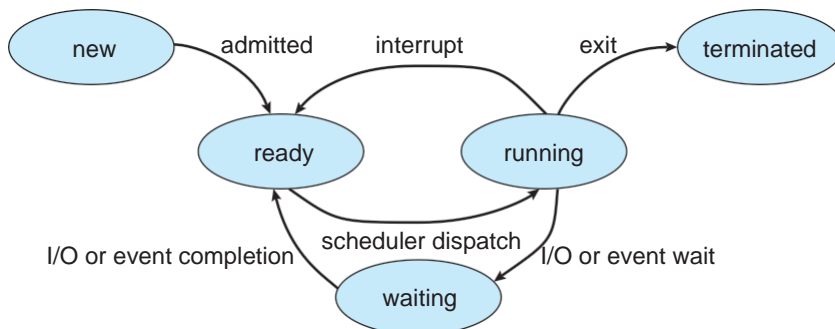 new
admitted
interrupt
exit
terminated
ready
running
I/O or event completion
scheduler dispatch
I/O or event wait
waiting